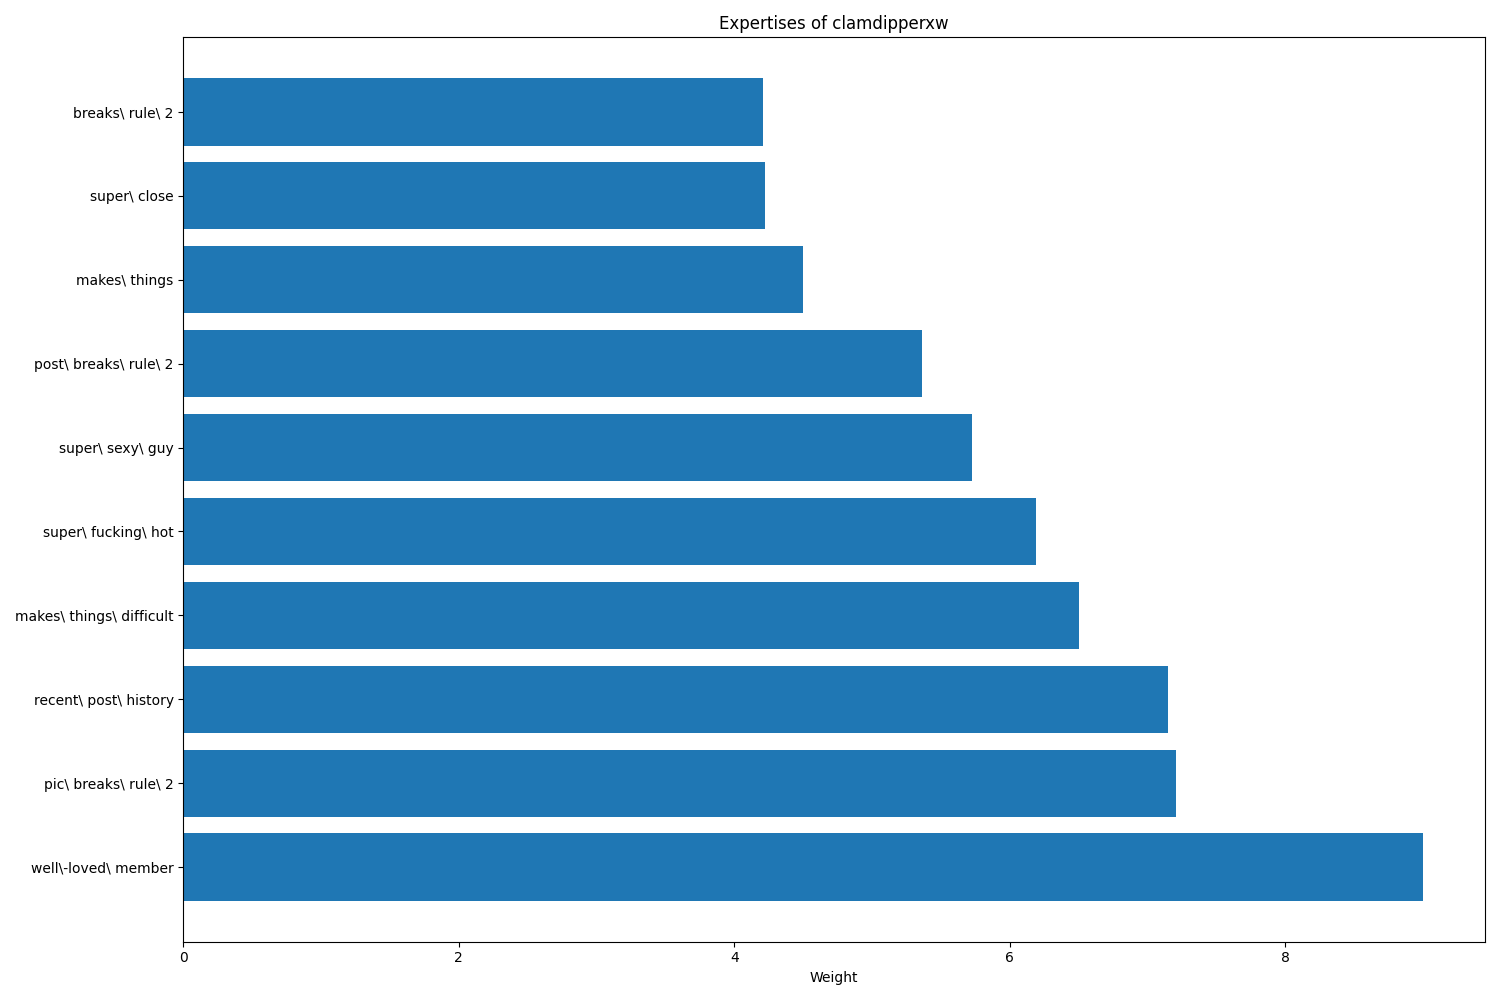 Expertises of clamdipperxw
breaks\ rule\ 2
super\ close
makes\ things
post\ breaks\ rule\ 2
super\ sexy\ guy
super\ fucking\ hot
makes\ things\ difficult
recent\ post\ history
pic\ breaks\ rule\ 2
well\-loved\ member
0 2 4 6 8
Weight